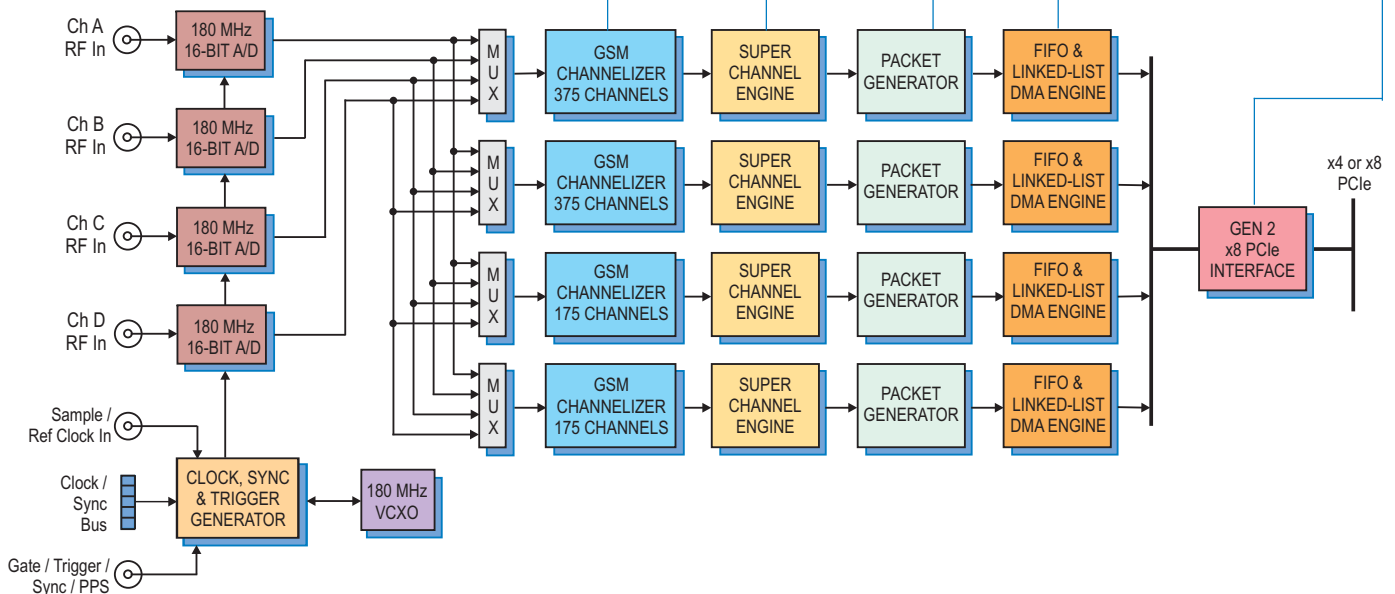 Ch A
RF In
180 MHz
16-BIT A/D
Ch B
RF In
180 MHz
16-BIT A/D
Ch C
RF In
180 MHz
16-BIT A/D
Ch D
RF In
180 MHz
16-BIT A/D
Sample /
Ref Clock In
Clock /
Sync
Bus
Gate / Trigger /
Sync / PPS
CLOCK, SYNC
& TRIGGER
GENERATOR
180 MHz
VCXO
M
U
X
GSM
CHANNELIZER
375 CHANNELS
SUPER
CHANNEL
ENGINE
PACKET
GENERATOR
FIFO &
LINKED-LIST
DMA ENGINE
M
U
X
GSM
CHANNELIZER
375 CHANNELS
SUPER
CHANNEL
ENGINE
PACKET
GENERATOR
FIFO &
LINKED-LIST
DMA ENGINE
M
U
X
GSM
CHANNELIZER
175 CHANNELS
SUPER
CHANNEL
ENGINE
PACKET
GENERATOR
FIFO &
LINKED-LIST
DMA ENGINE
M
U
X
GSM
CHANNELIZER
175 CHANNELS
SUPER
CHANNEL
ENGINE
PACKET
GENERATOR
FIFO &
LINKED-LIST
DMA ENGINE
GEN 2
x8 PCIe
INTERFACE
x4 or x8
PCIe